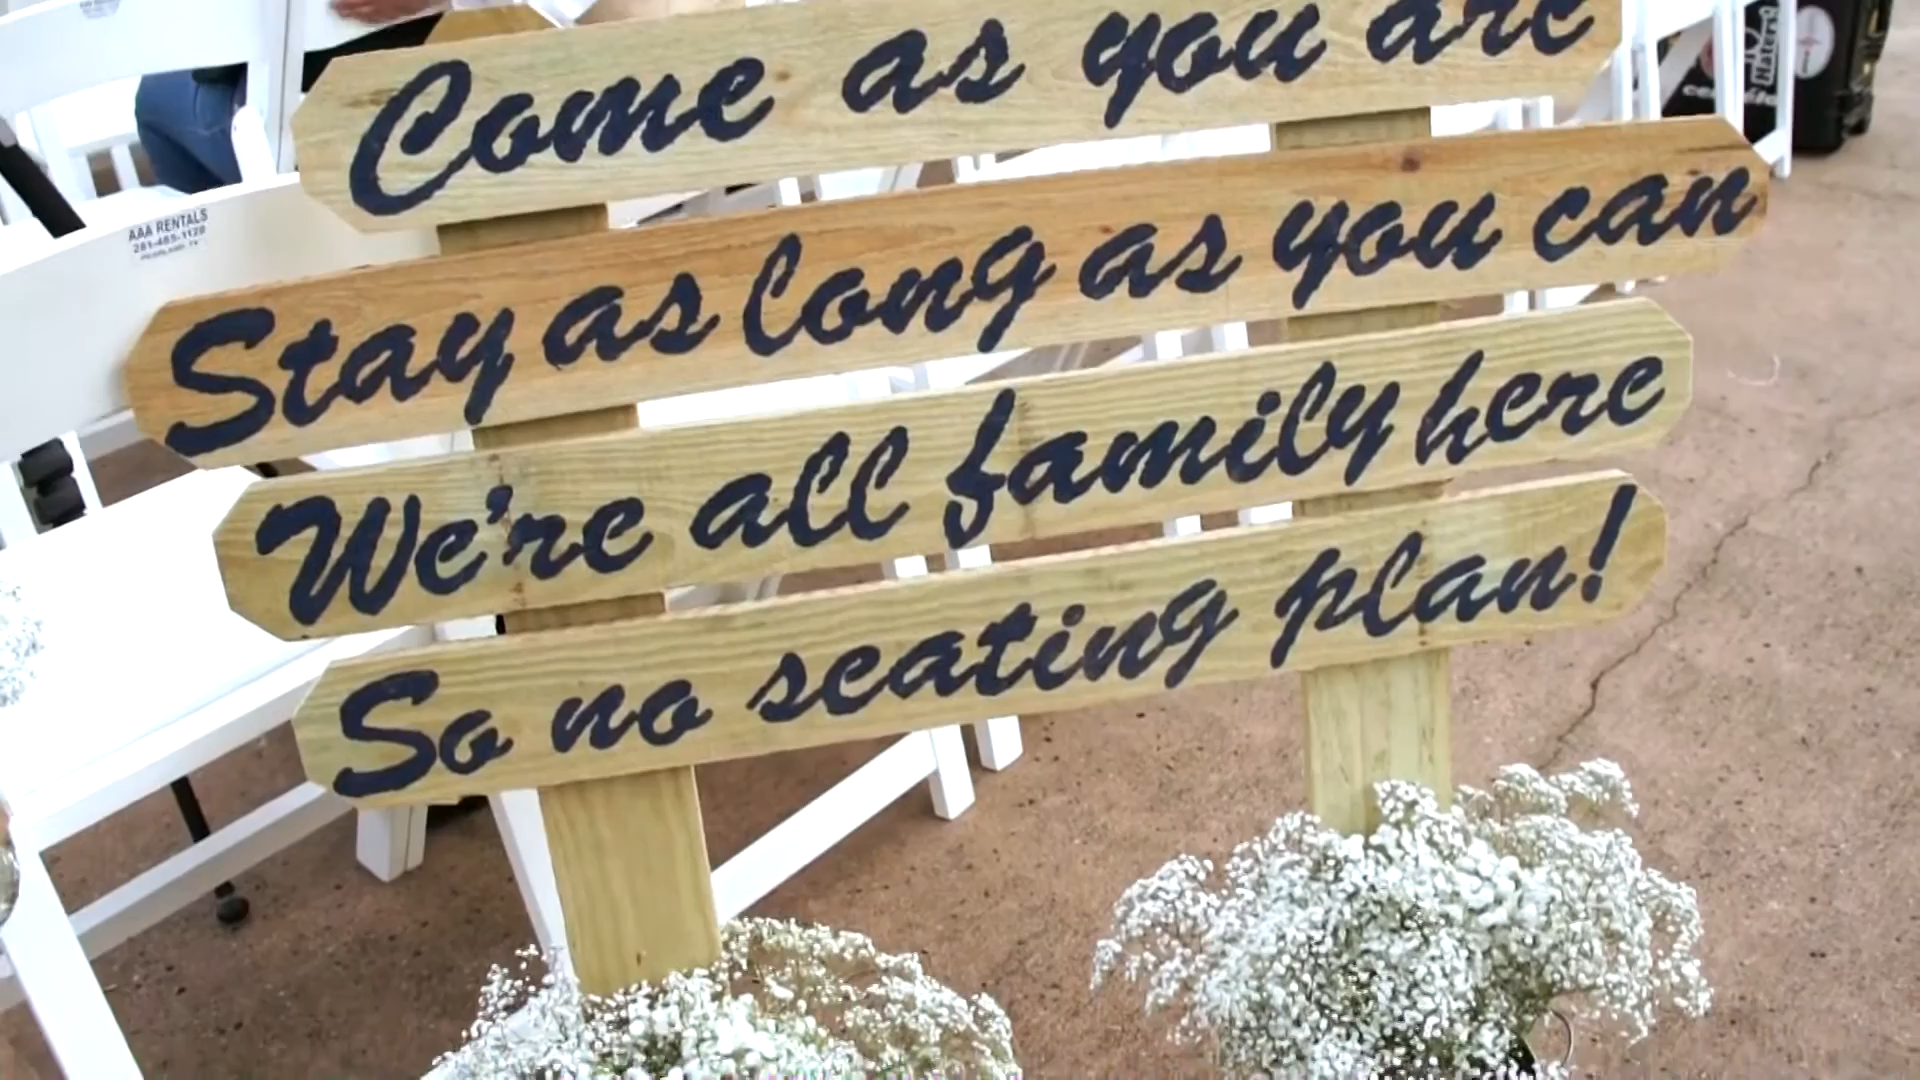 Come as you are
Stay as long as you can
We're all family here
So no seating plan!
AAA RENTALS